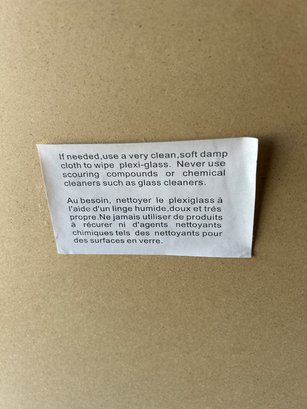 If needed,use a very clean,soft damp
cloth to wipe plexi-glass. Never use
scouring compounds or chemical
cleaners such as glass cleaners.
Au besoin, nettoyer le plexiglass à
l'aide d'un linge humide,doux et trés
propre.Ne jamais utiliser de produits
à récurer ni d'agents nettoyants
chimiques tels des nettoyants pour
des surfaces en verre.